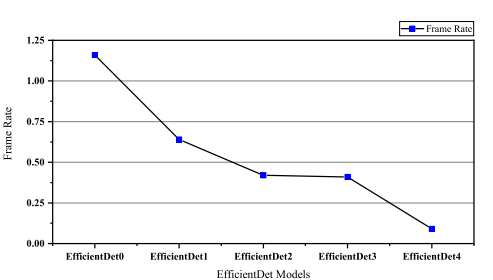 Frame Rate
1.25
1.00
0.75
0.50
0.25
0.00
Frame Rate
EfficientDet0 EfficientDet1 EfficientDet2 EfficientDet3 EfficientDet4
EfficientDet Models